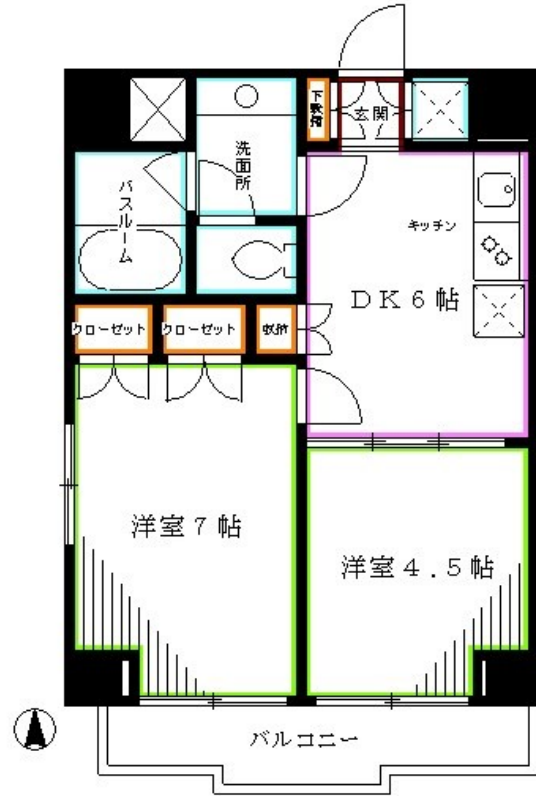 下駄箱
玄関
洗面所
バスルーム
キッチン
DK6帖
クローゼット
クローゼット
収納
洋室7帖
洋室4.5帖
バルコニー